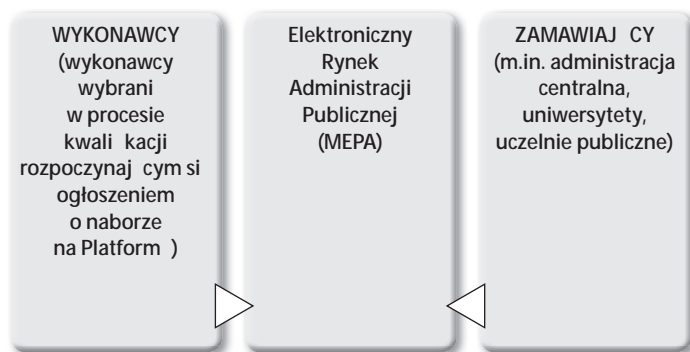 WYKONAWCY
(wykonawcy
wybrani
w procesie
kwali kacji
rozpoczynaj cym si
ogłoszeniem
o naborze
na Platform )
Elektroniczny
Rynek
Administracji
Publicznej
(MEPA)
ZAMAWIAJ CY
(m.in. administracja
centralna,
uniwersytety,
uczelnie publiczne)